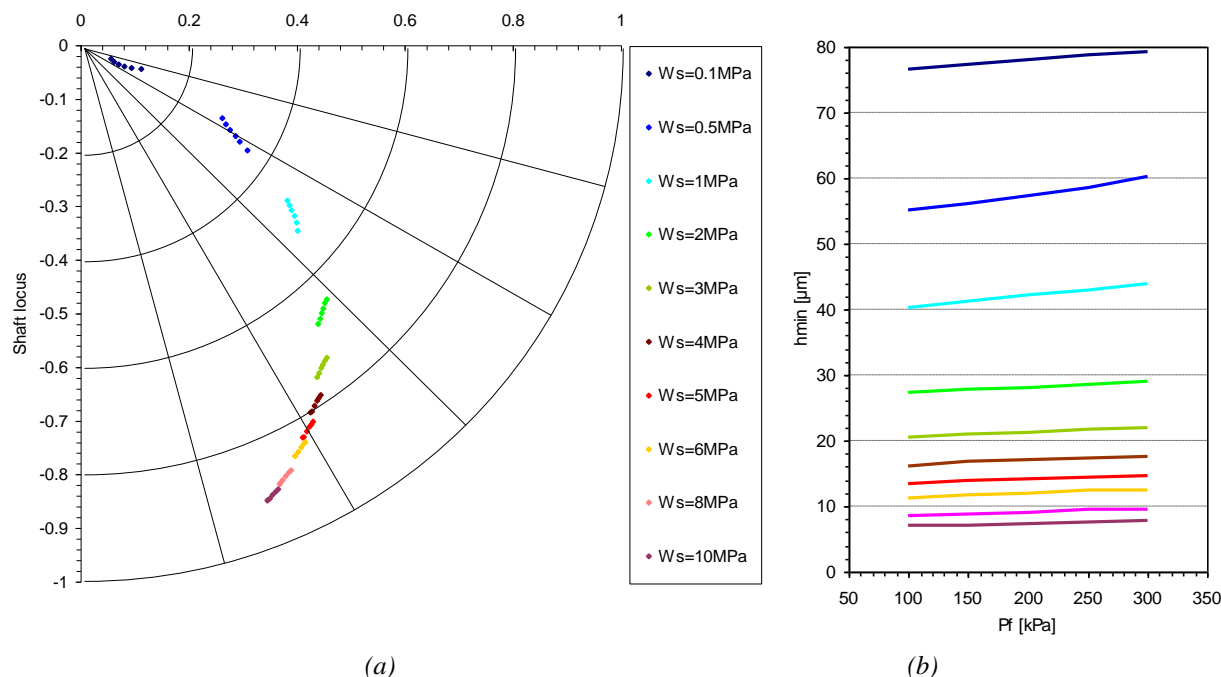 0 0.2 0.4 0.6 0.8 1
0
-0.1
-0.2
-0.3
-0.4
-0.5
-0.6
-0.7
-0.8
-0.9
-1
Shaft locus
Ws=0.1MPa
Ws=0.5MPa
Ws=1MPa
Ws=2MPa
Ws=3MPa
Ws=4MPa
Ws=5MPa
Ws=6MPa
Ws=8MPa
Ws=10MPa
80
70
60
50
40
30
20
10
0
hmin [µm]
50 100 150 200 250 300 350
Pf [kPa]
(a)
(b)